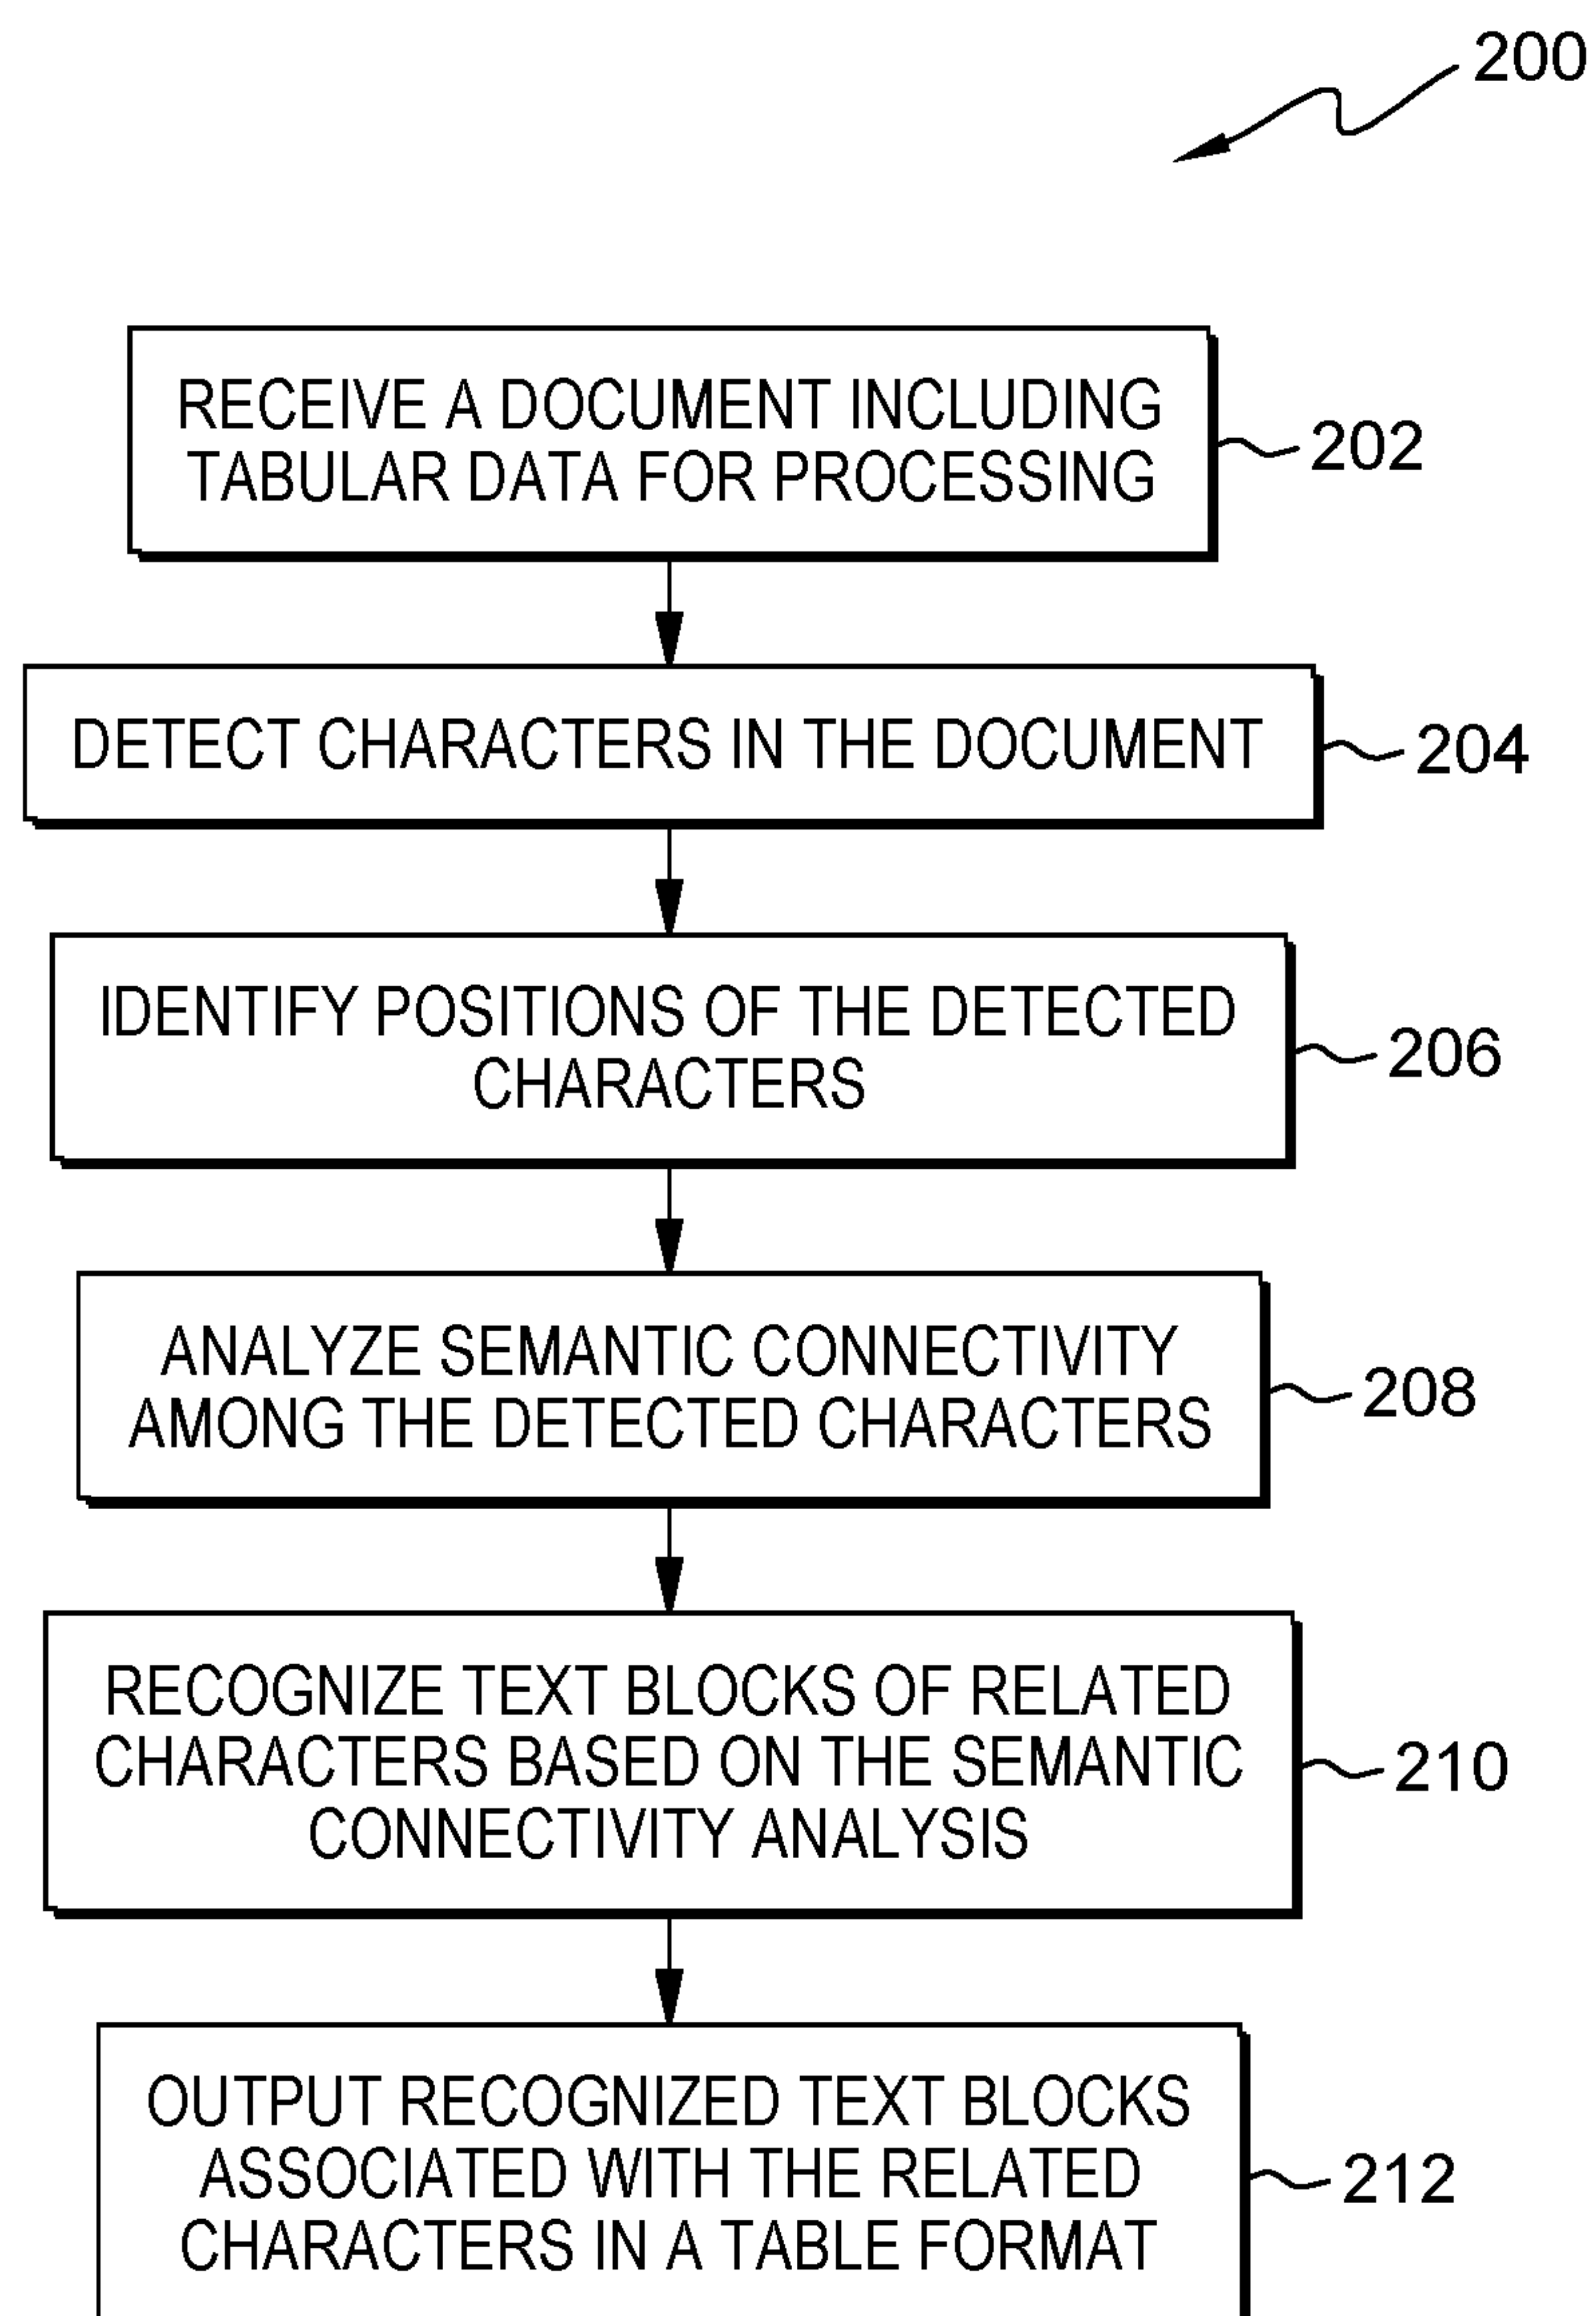 200
RECEIVE A DOCUMENT INCLUDING
TABULAR DATA FOR PROCESSING
202
DETECT CHARACTERS IN THE DOCUMENT
204
IDENTIFY POSITIONS OF THE DETECTED
CHARACTERS
206
ANALYZE SEMANTIC CONNECTIVITY
AMONG THE DETECTED CHARACTERS
208
RECOGNIZE TEXT BLOCKS OF RELATED
CHARACTERS BASED ON THE SEMANTIC
CONNECTIVITY ANALYSIS
210
OUTPUT RECOGNIZED TEXT BLOCKS
ASSOCIATED WITH THE RELATED
CHARACTERS IN A TABLE FORMAT
212